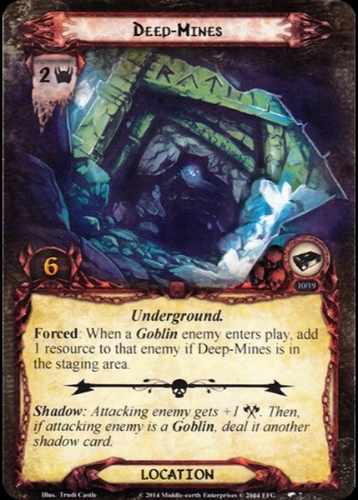 Deep-Mines
2
6
10/19
Underground.
Forced: When a Goblin enemy enters play, add
1 resource to that enemy if Deep-Mines is in
the staging area.
Shadow: Attacking enemy gets +1 . Then,
if attacking enemy is a Goblin, deal it another
shadow card.
LOCATION
Illus. Trudi Castle © 2014 Middle-earth Enterprises © 2014 FFG 7